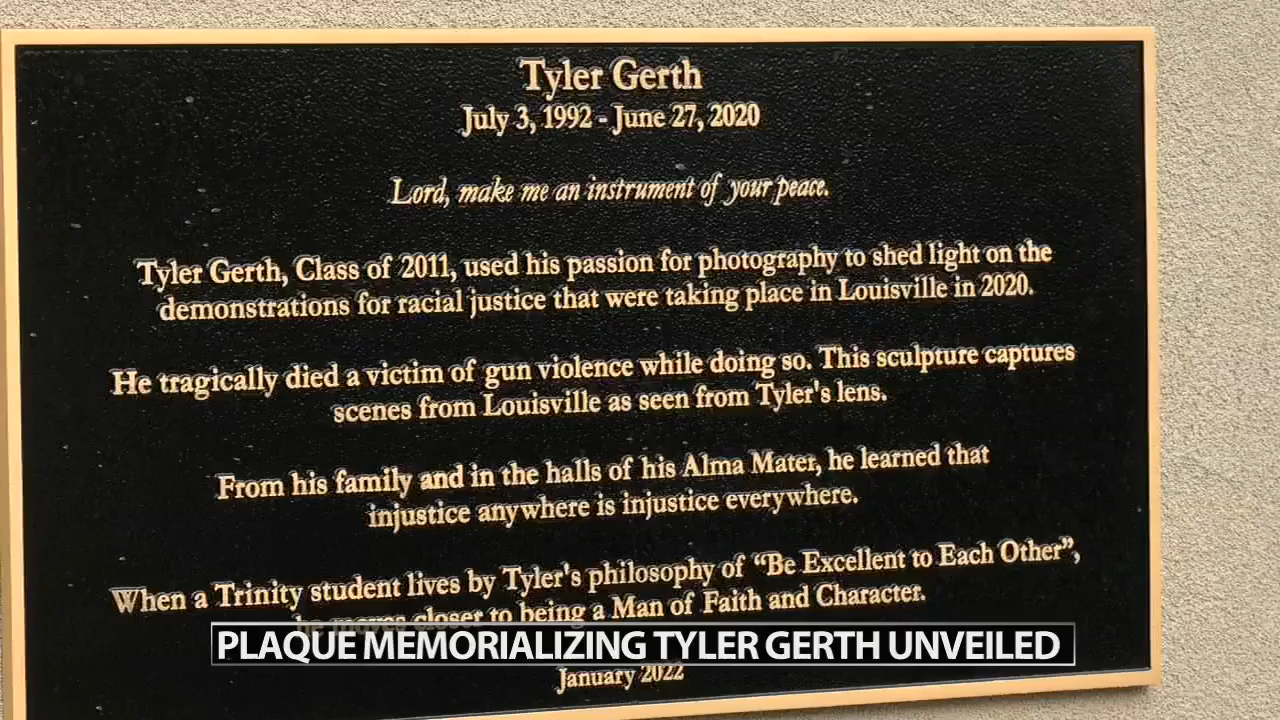 Tyler Gerth
July 3, 1992 - June 27, 2020
Lord, make me an instrument of your peace.
Tyler Gerth, Class of 2011, used his passion for photography to shed light on the
demonstrations for racial justice that were taking place in Louisville in 2020.
He tragically died a victim of gun violence while doing so. This sculpture captures
scenes from Louisville as seen from Tyler's lens.
From his family and in the halls of his Alma Mater, he learned that
injustice anywhere is injustice everywhere.
When a Trinity student lives by Tyler's philosophy of “Be Excellent to Each Other”,
he moves closer to being a Man of Faith and Character.
PLAQUE MEMORIALIZING TYLER GERTH UNVEILED
January 2022